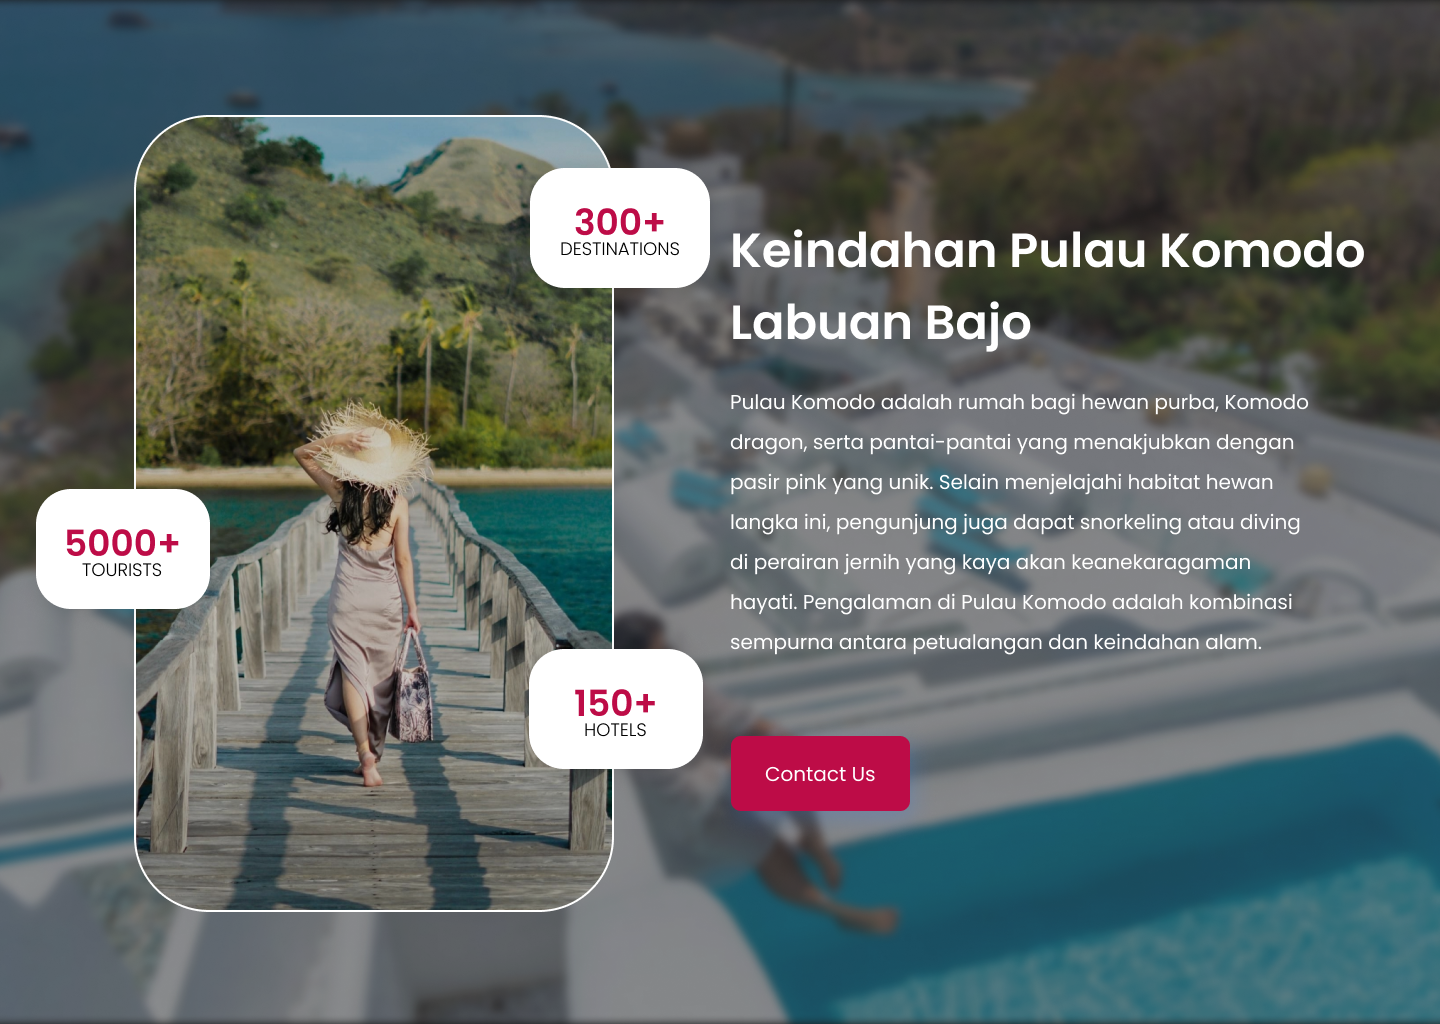 300+
DESTINATIONS
5000+
TOURISTS
150+
HOTELS
Keindahan Pulau Komodo
Labuan Bajo
Pulau Komodo adalah rumah bagi hewan purba, Komodo
dragon, serta pantai-pantai yang menakjubkan dengan
pasir pink yang unik. Selain menjelajahi habitat hewan
langka ini, pengunjung juga dapat snorkeling atau diving
di perairan jernih yang kaya akan keanekaragaman
hayati. Pengalaman di Pulau Komodo adalah kombinasi
sempurna antara petualangan dan keindahan alam.
Contact Us